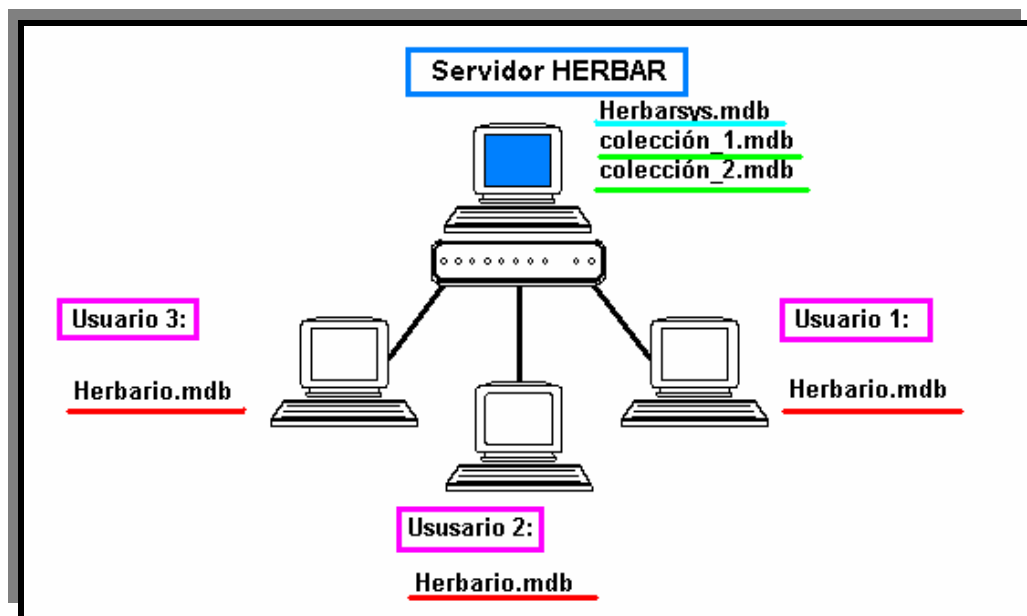 Servidor HERBAR
Herbarsys.mdb
colección_1.mdb
colección_2.mdb
Usuario 3:
Herbario.mdb
Usuario 1:
Herbario.mdb
Ususario 2:
Herbario.mdb